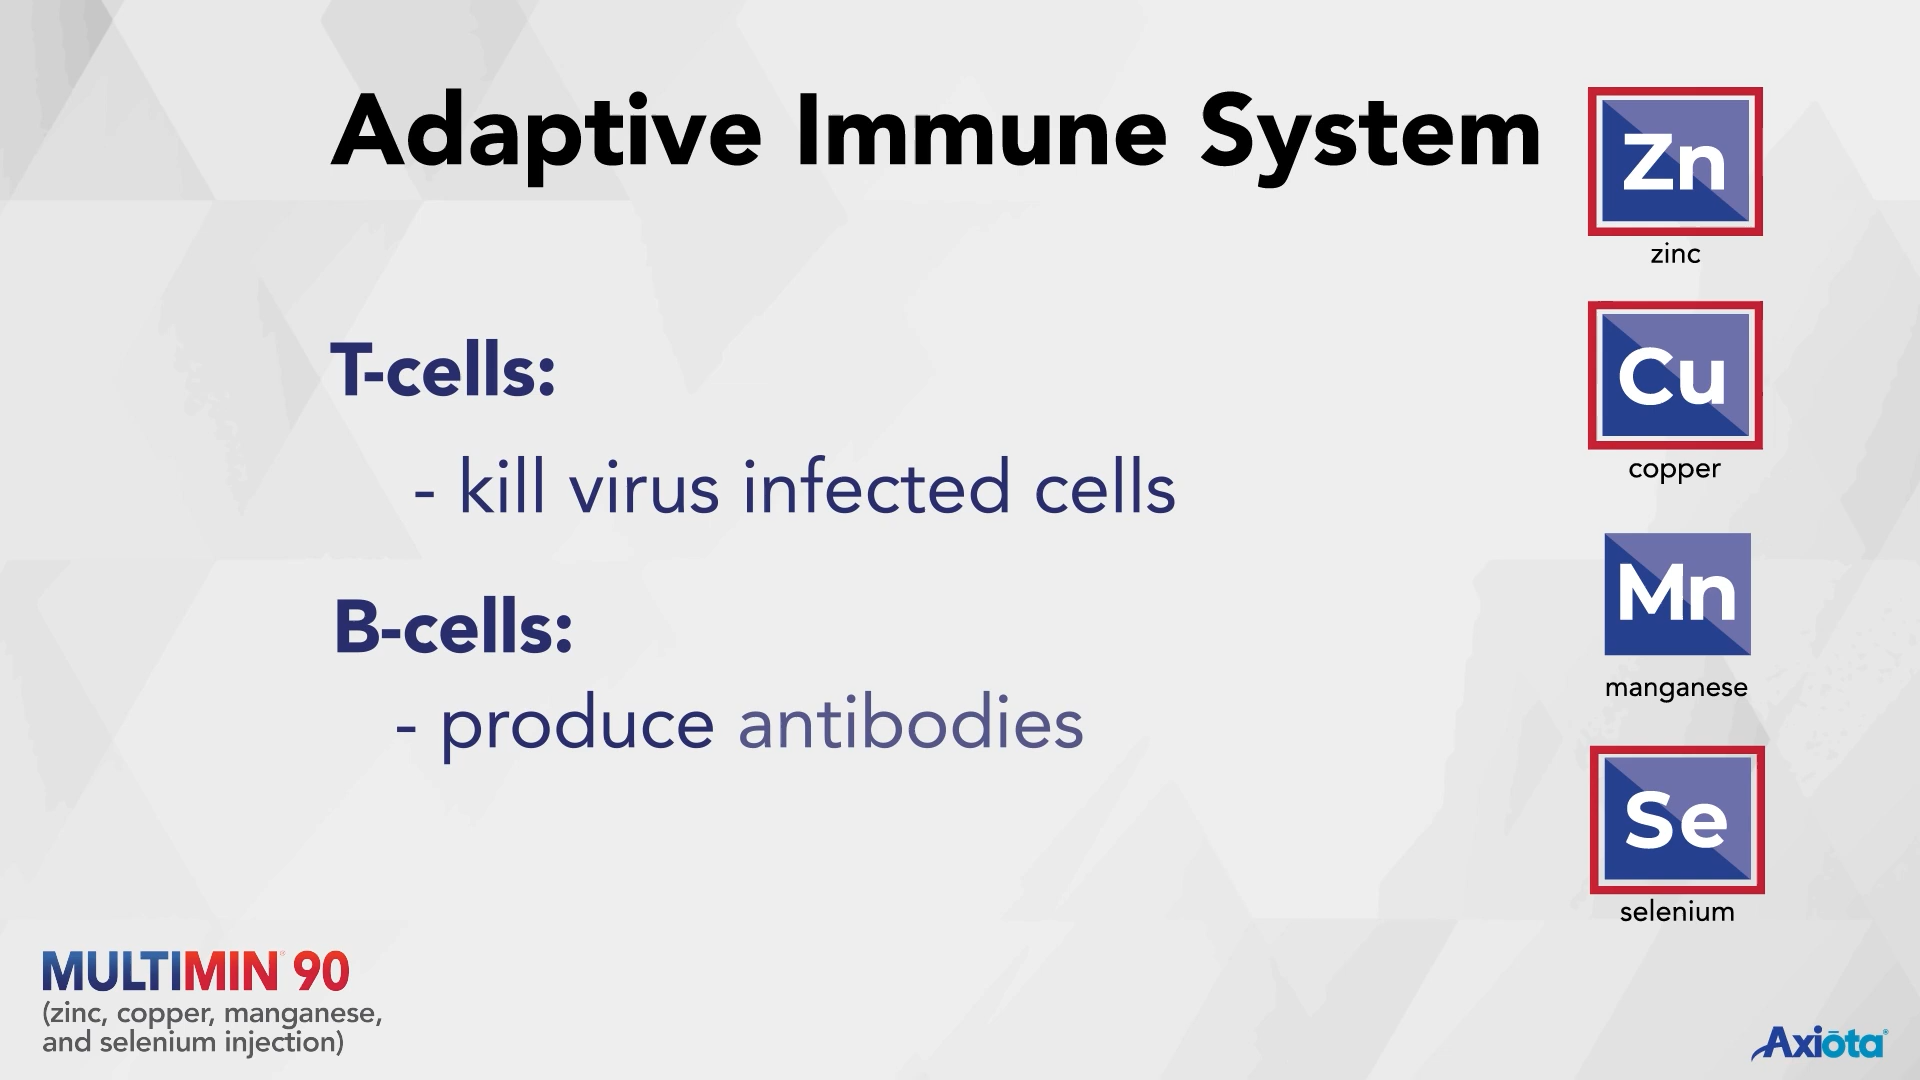 Adaptive Immune System
T-cells:
- kill virus infected cells
B-cells:
- produce antibodies
Zn
zinc
Cu
copper
Mn
manganese
Se
selenium
MULTIMIN® 90
(zinc, copper, manganese,
and selenium injection)
Axiōta®